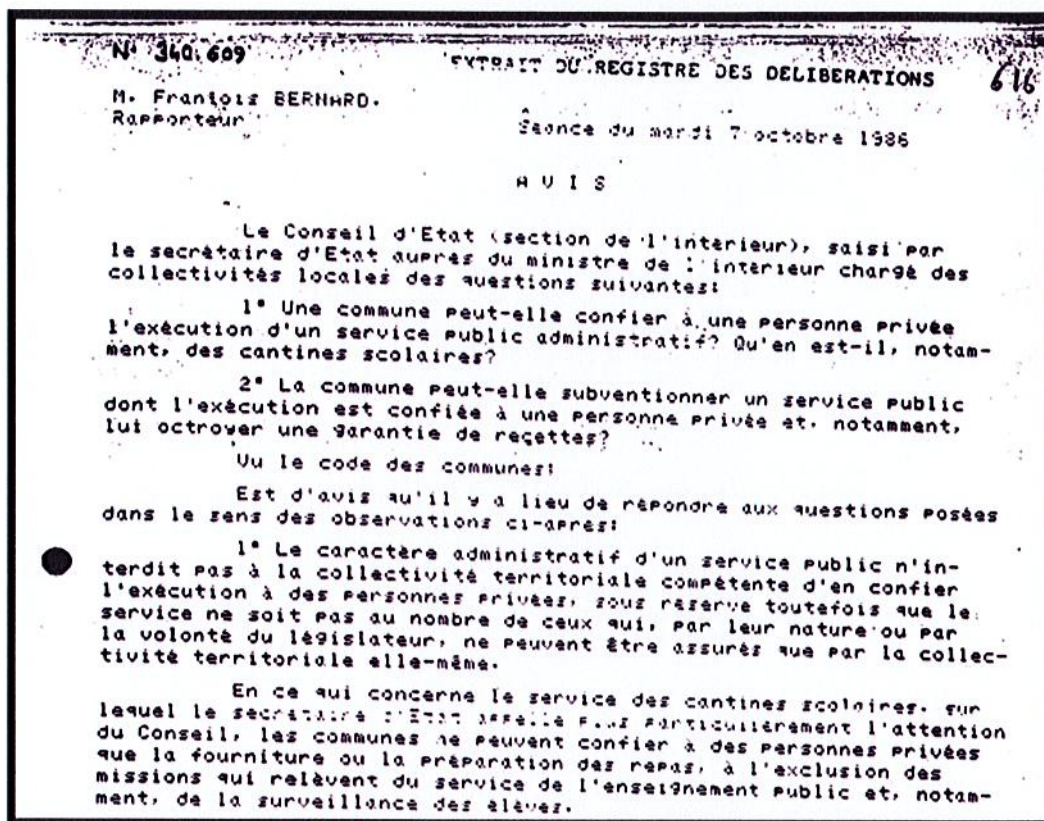 N° 340.609
EXTRAIT DU REGISTRE DES DELIBERATIONS
616
M. François BERNARD.
Rapporteur
Séance du mardi 7 octobre 1986
A V I S
Le Conseil d'Etat (section de l'intérieur), saisi par
le secrétaire d'Etat auprès du ministre de l'intérieur chargé des
collectivités locales des questions suivantes:
1° Une commune peut-elle confier à une personne privée
l'exécution d'un service public administratif? Qu'en est-il, notam-
ment, des cantines scolaires?
2° La commune peut-elle subventionner un service public
dont l'exécution est confiée à une personne privée et, notamment,
lui octroyer une garantie de recettes?
Vu le code des communes;
Est d'avis qu'il y a lieu de répondre aux questions posées
dans le sens des observations ci-après:
1° Le caractère administratif d'un service public n'in-
terdit pas à la collectivité territoriale compétente d'en confier
l'exécution à des personnes privées, sous réserve toutefois que le
service ne soit pas au nombre de ceux qui, par leur nature ou par
la volonté du législateur, ne peuvent être assurés que par la collec-
tivité territoriale elle-même.
En ce qui concerne le service des cantines scolaires, sur
lequel le secrétaire d'Etat appelle plus particulièrement l'attention
du Conseil, les communes ne peuvent confier à des personnes privées
que la fourniture ou la préparation des repas, à l'exclusion des
missions qui relèvent du service de l'enseignement public et, notam-
ment, de la surveillance des élèves.